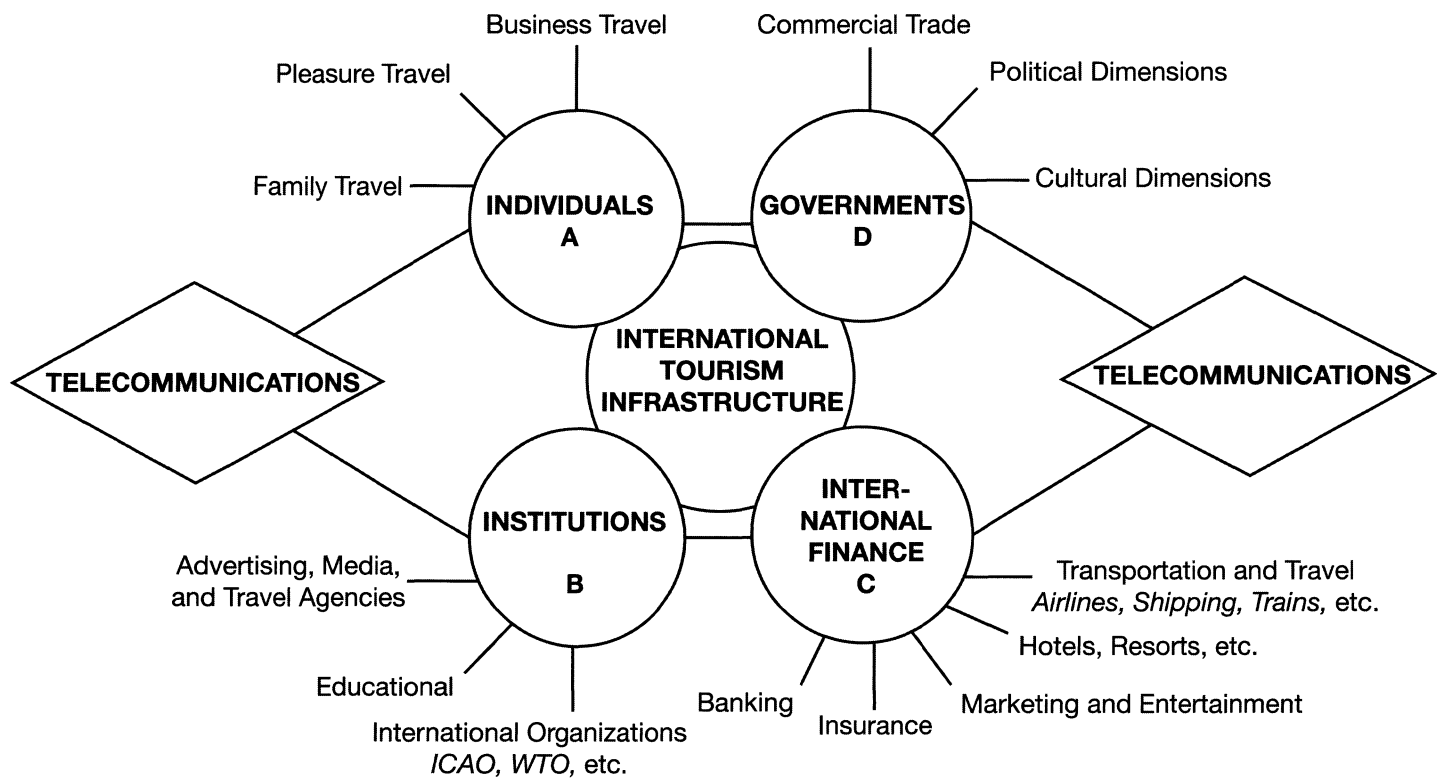 Business Travel
Commercial Trade
Pleasure Travel
Political Dimensions
Family Travel
Cultural Dimensions
INDIVIDUALS
A
GOVERNMENTS
D
INTERNATIONAL
TOURISM
INFRASTRUCTURE
TELECOMMUNICATIONS
TELECOMMUNICATIONS
INSTITUTIONS
B
INTER-
NATIONAL
FINANCE
C
Advertising, Media,
and Travel Agencies
Educational
International Organizations
ICAO, WTO, etc.
Transportation and Travel
Airlines, Shipping, Trains, etc.
Hotels, Resorts, etc.
Marketing and Entertainment
Banking
Insurance